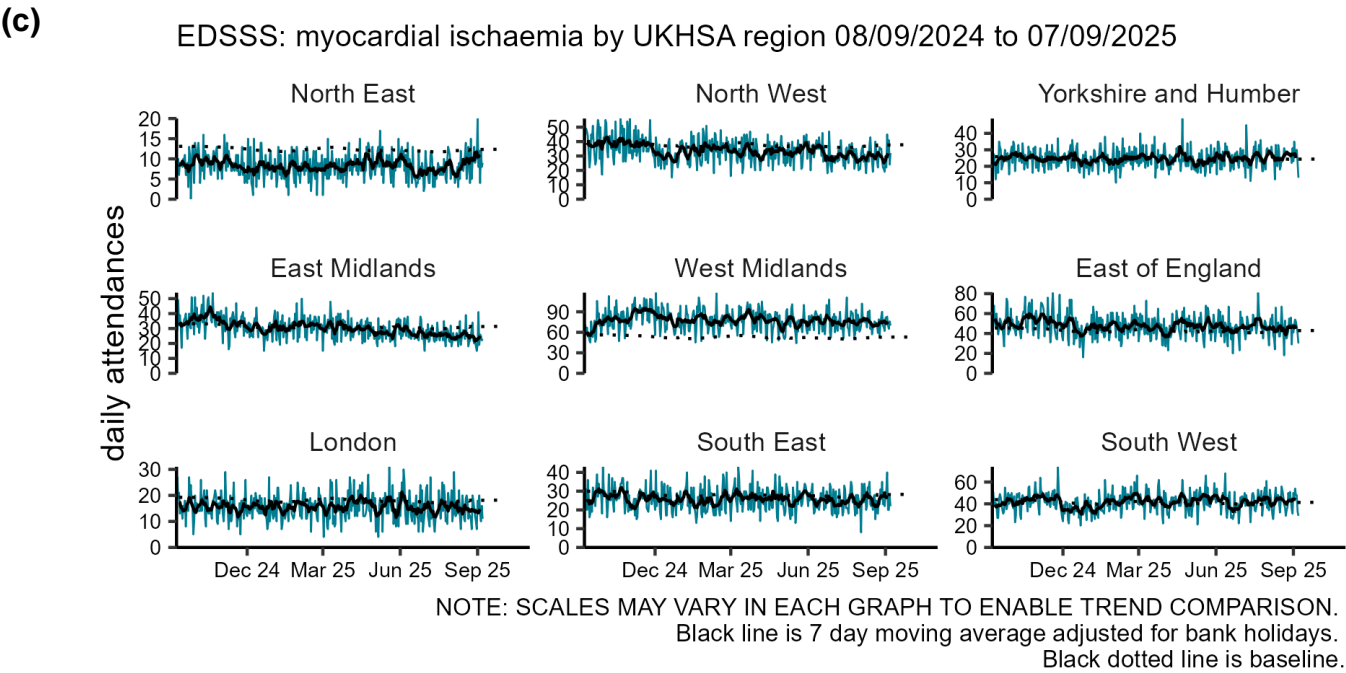 (c)
EDSSS: myocardial ischaemia by UKHSA region 08/09/2024 to 07/09/2025
daily attendances
North East
20
15
10
5
0
North West
50
40
30
20
10
0
Yorkshire and Humber
40
30
20
10
0
East Midlands
50
40
30
20
10
0
West Midlands
90
60
30
0
East of England
80
60
40
20
0
London
30
20
10
0
Dec 24 Mar 25 Jun 25 Sep 25
South East
40
30
20
10
0
Dec 24 Mar 25 Jun 25 Sep 25
South West
60
40
20
0
Dec 24 Mar 25 Jun 25 Sep 25
NOTE: SCALES MAY VARY IN EACH GRAPH TO ENABLE TREND COMPARISON.
Black line is 7 day moving average adjusted for bank holidays.
Black dotted line is baseline.